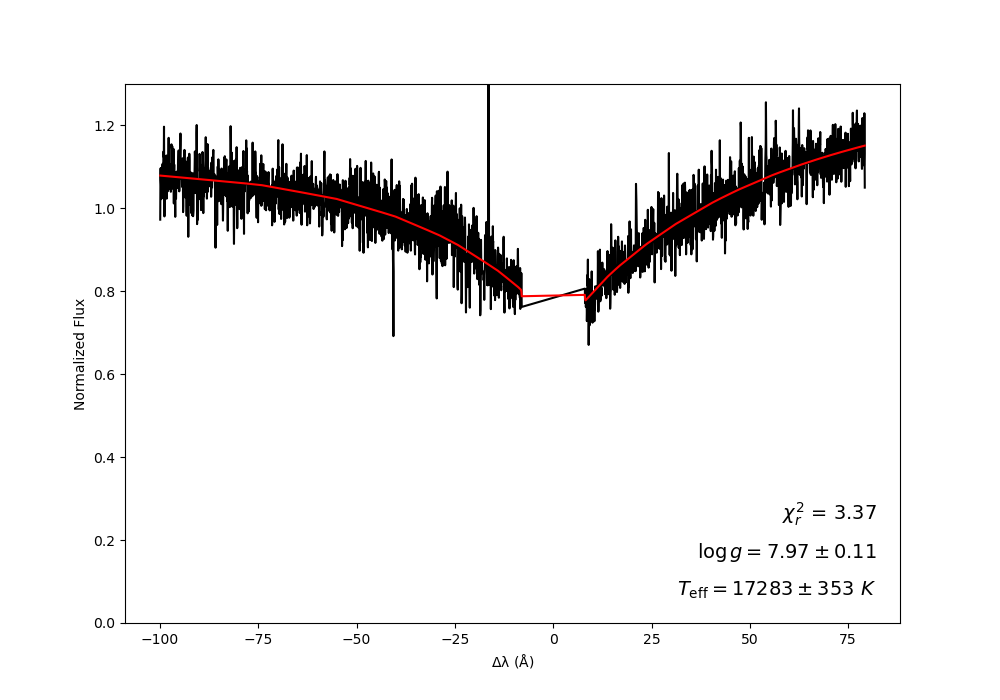 1.2
1.0
0.8
0.6
0.4
0.2
0.0
Normalized Flux
χ²ᵣ = 3.37
log g = 7.97 ± 0.11
T_eff = 17283 ± 353 K
−100 −75 −50 −25 0 25 50 75
Δλ (Å)